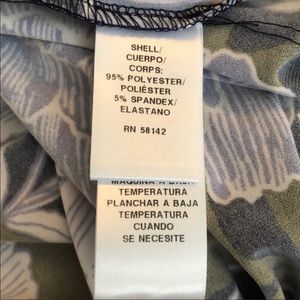 SHELL/
CUERPO/
CORPS:
95% POLYESTER/
POLIÉSTER
5% SPANDEX/
ELASTANO
RN 58142
MAQUINA A BAJA
TEMPERATURA
PLANCHAR A BAJA
TEMPERATURA
CUANDO
SE NECESITE